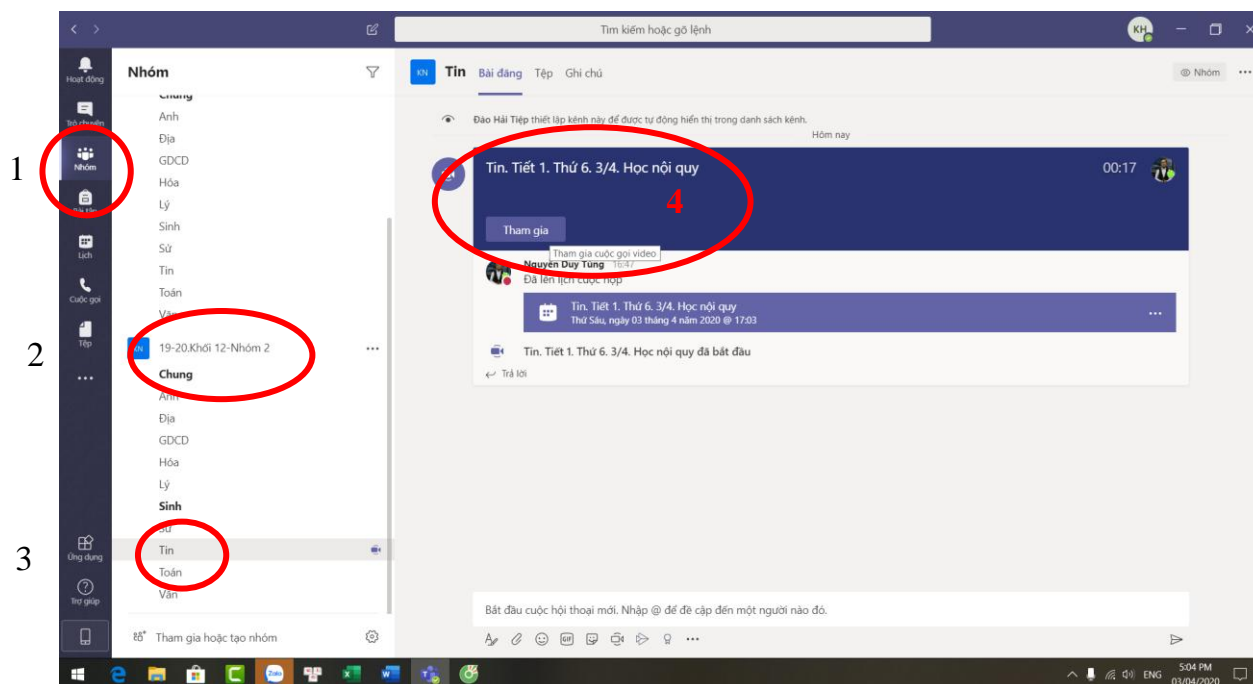 Tìm kiếm hoặc gõ lệnh
KH
Hoạt động
Trò chuyện
Nhóm
Bài tập
Lịch
Cuộc gọi
Tệp
Ứng dụng
Trợ giúp
1
2
3
Nhóm
Chung
Anh
Địa
GDCD
Hóa
Lý
Sinh
Sử
Tin
Toán
Văn
KN 19-20.Khối 12-Nhóm 2
Chung
Anh
Địa
GDCD
Hóa
Lý
Sinh
Sử
Tin
Toán
Văn
Tham gia hoặc tạo nhóm
KN Tin Bài đăng Tệp Ghi chú
Nhóm
Đào Hải Tiệp thiết lập kênh này để được tự động hiển thị trong danh sách kênh.
Hôm nay
Tin. Tiết 1. Thứ 6. 3/4. Học nội quy 00:17
4
Tham gia
Tham gia cuộc gọi video
Nguyễn Duy Tùng 16:47
Đã lên lịch cuộc họp
Tin. Tiết 1. Thứ 6. 3/4. Học nội quy
Thứ Sáu, ngày 03 tháng 4 năm 2020 @ 17:03
Tin. Tiết 1. Thứ 6. 3/4. Học nội quy đã bắt đầu
Trả lời
Bắt đầu cuộc hội thoại mới. Nhập @ để đề cập đến một người nào đó.
GIF
Zalo
ENG
5:04 PM
03/04/2020